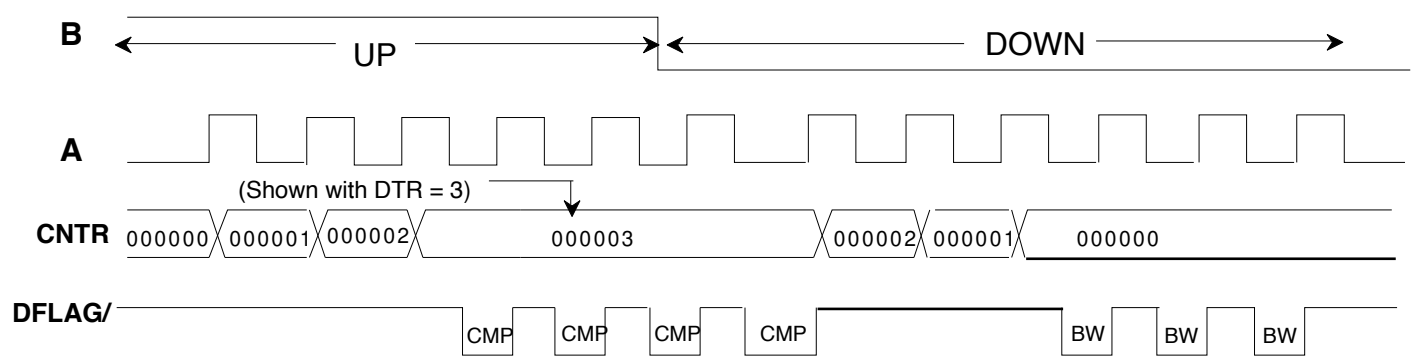 B
UP
DOWN
A
(Shown with DTR = 3)
CNTR 000000 000001 000002 000003 000002 000001 000000
DFLAG/ CMP CMP CMP CMP BW BW BW